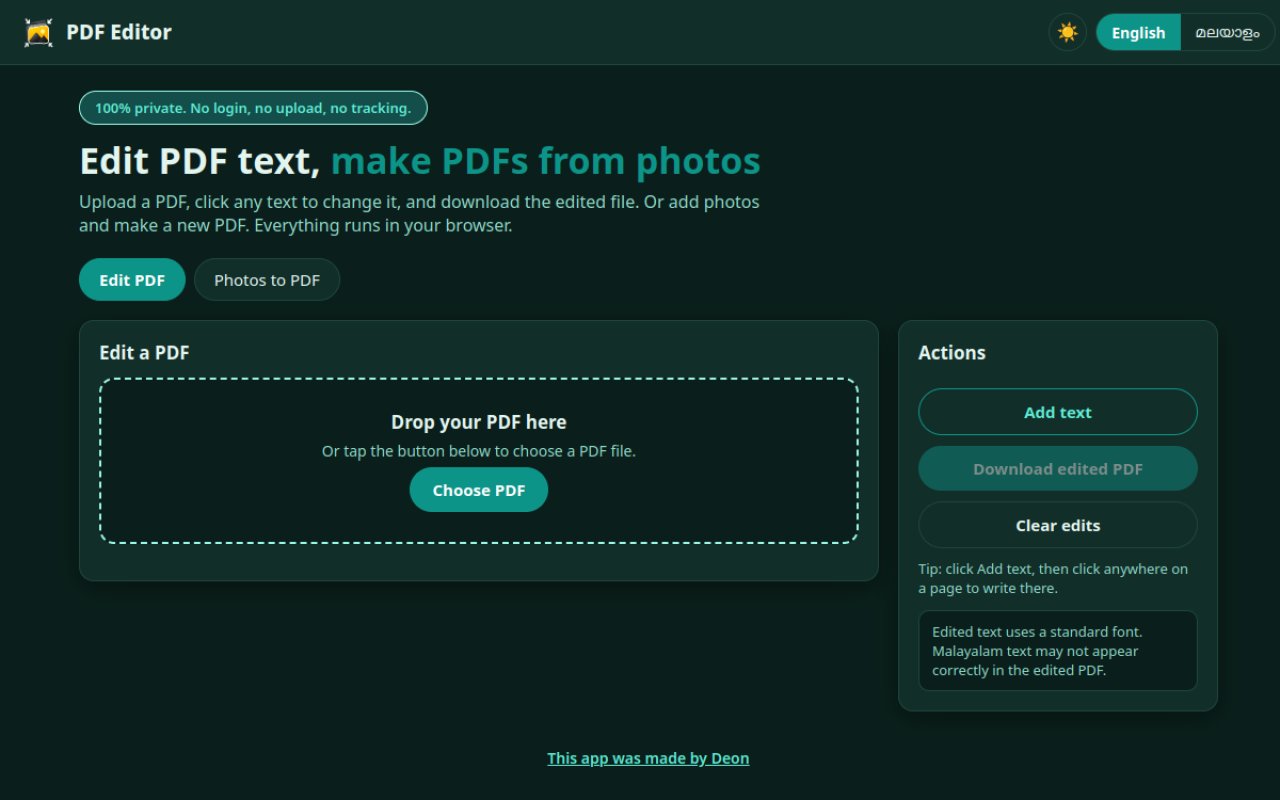 PDF Editor
English
മലയാളം
100% private. No login, no upload, no tracking.
Edit PDF text, make PDFs from photos
Upload a PDF, click any text to change it, and download the edited file. Or add photos
and make a new PDF. Everything runs in your browser.
Edit PDF
Photos to PDF
Edit a PDF
Drop your PDF here
Or tap the button below to choose a PDF file.
Choose PDF
Actions
Add text
Download edited PDF
Clear edits
Tip: click Add text, then click anywhere on
a page to write there.
Edited text uses a standard font.
Malayalam text may not appear
correctly in the edited PDF.
This app was made by Deon